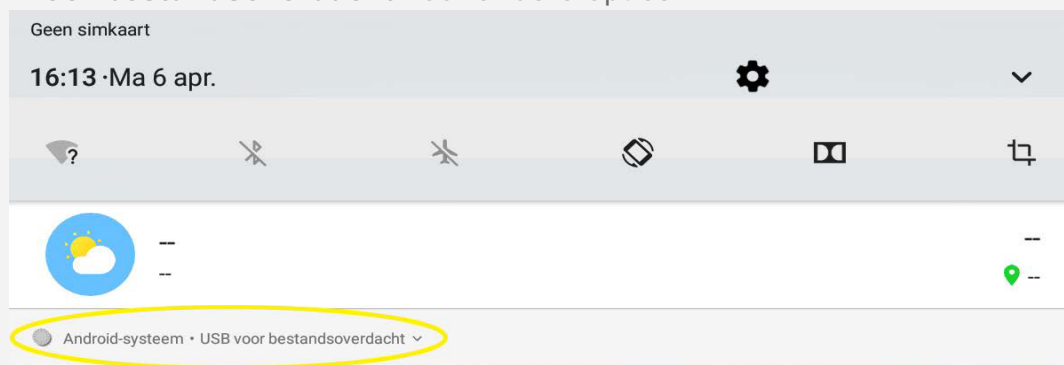 Geen simkaart
16:13 · Ma 6 apr.
?
--
--
--
--
Android-systeem • USB voor bestandsoverdacht